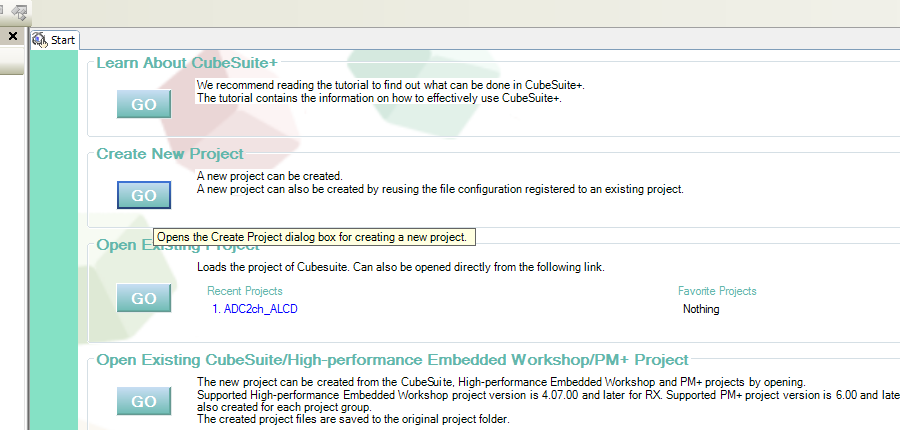 Start
Learn About CubeSuite+
We recommend reading the tutorial to find out what can be done in CubeSuite+.
GO
The tutorial contains the information on how to effectively use CubeSuite+.
Create New Project
A new project can be created.
GO
A new project can also be created by reusing the file configuration registered to an existing project.
Opens the Create Project dialog box for creating a new project.
Open Existing Project
Loads the project of Cubesuite. Can also be opened directly from the following link.
GO
Recent Projects
Favorite Projects
1. ADC2ch_ALCD
Nothing
Open Existing CubeSuite/High-performance Embedded Workshop/PM+ Project
The new project can be created from the CubeSuite, High-performance Embedded Workshop and PM+ projects by opening.
GO
Supported High-performance Embedded Workshop project version is 4.07.00 and later for RX. Supported PM+ project version is 6.00 and late
also created for each project group.
The created project files are saved to the original project folder.